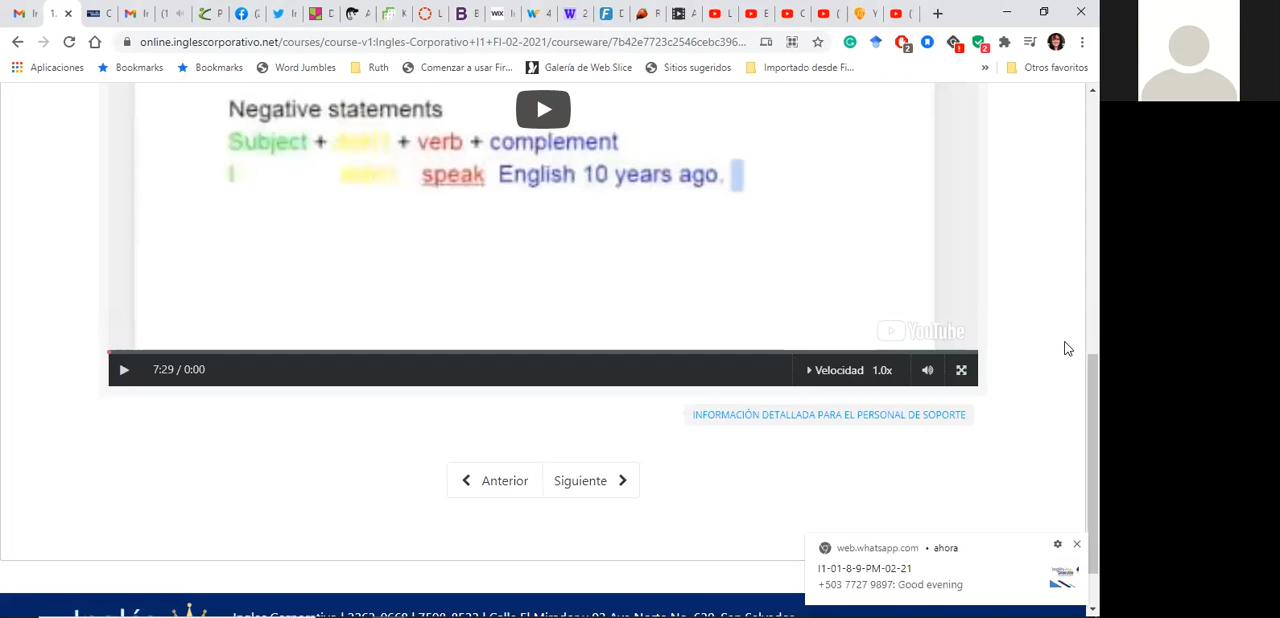 online.inglescorporativo.net/courses/course-v1:Ingles-Corporativo+I1+FI-02-2021/courseware/7b42e7723c2546cebc396...
Aplicaciones Bookmarks Bookmarks Word Jumbles Ruth Comenzar a usar Fir... Galería de Web Slice Sitios sugeridos Importado desde Fi... » Otros favoritos
Negative statements
Subject + didn't + verb + complement
I didn't speak English 10 years ago.
YouTube
7:29 / 0:00 Velocidad 1.0x
INFORMACIÓN DETALLADA PARA EL PERSONAL DE SOPORTE
Anterior Siguiente
web.whatsapp.com • ahora
I1-01-8-9-PM-02-21
+503 7727 9897: Good evening